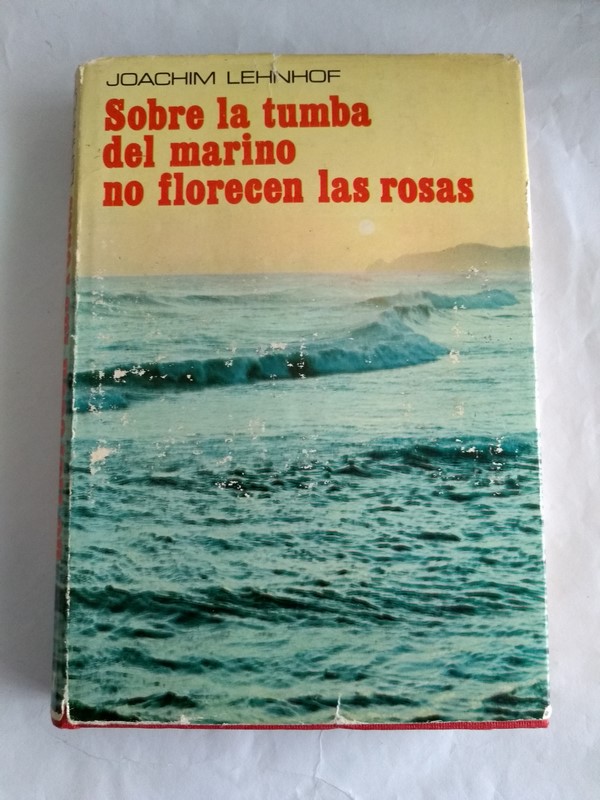 JOACHIM LEHNHOF
Sobre la tumba
del marino
no florecen las rosas